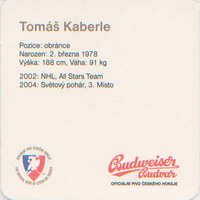 Tomáš Kaberle
Pozice: obránce
Narozen: 2. března 1978
Výška: 188 cm, Váha: 91 kg
2002: NHL, All Stars Team
2004: Světový pohár, 3. Místo
Budweiser
Budvar
OFICIÁLNÍ PIVO ČESKÉHO HOKEJE